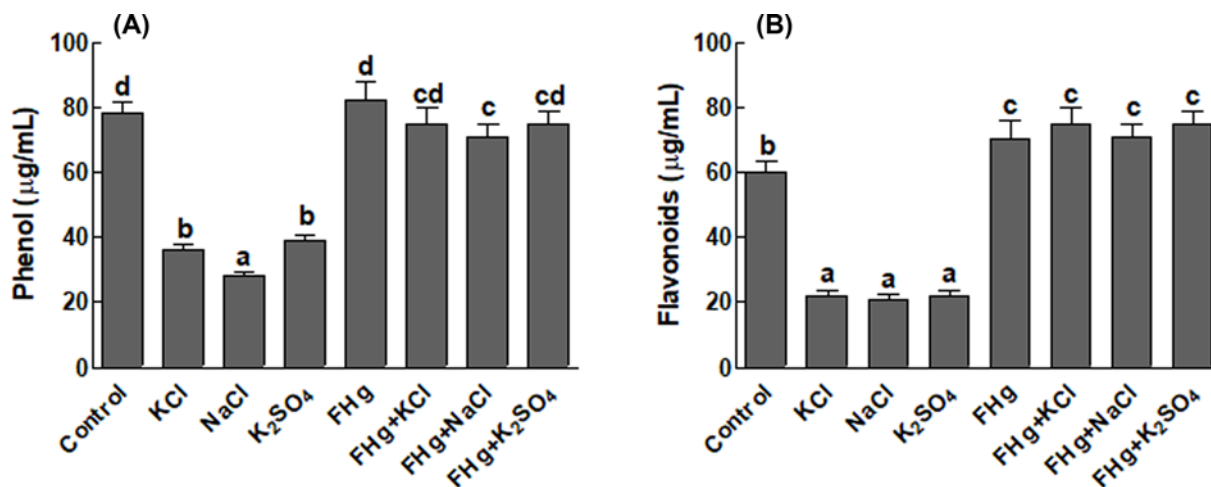 (A)
Phenol (µg/mL)
100
80
60
40
20
0
d
b
a
b
d
cd
c
cd
Control
KCl
NaCl
K₂SO₄
FHg
FHg+KCl
FHg+NaCl
FHg+K₂SO₄
(B)
Flavonoids (µg/mL)
100
80
60
40
20
0
b
a
a
a
c
c
c
c
Control
KCl
NaCl
K₂SO₄
FHg
FHg+KCl
FHg+NaCl
FHg+K₂SO₄